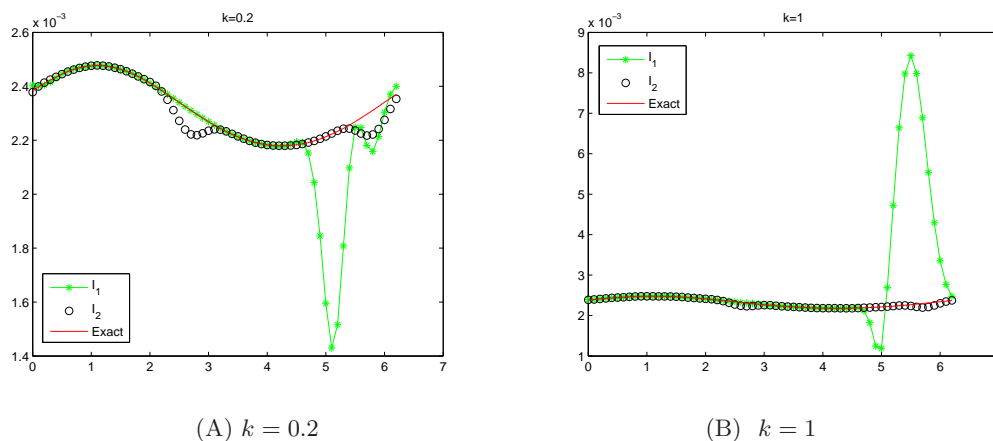 x 10⁻³
k=0.2
2.6
2.4
2.2
2
1.8
1.6
1.4
0 1 2 3 4 5 6 7
I₁
I₂
Exact
(A) k = 0.2
x 10⁻³
k=1
9
8
7
6
5
4
3
2
1
0 1 2 3 4 5 6 7
I₁
I₂
Exact
(B) k = 1